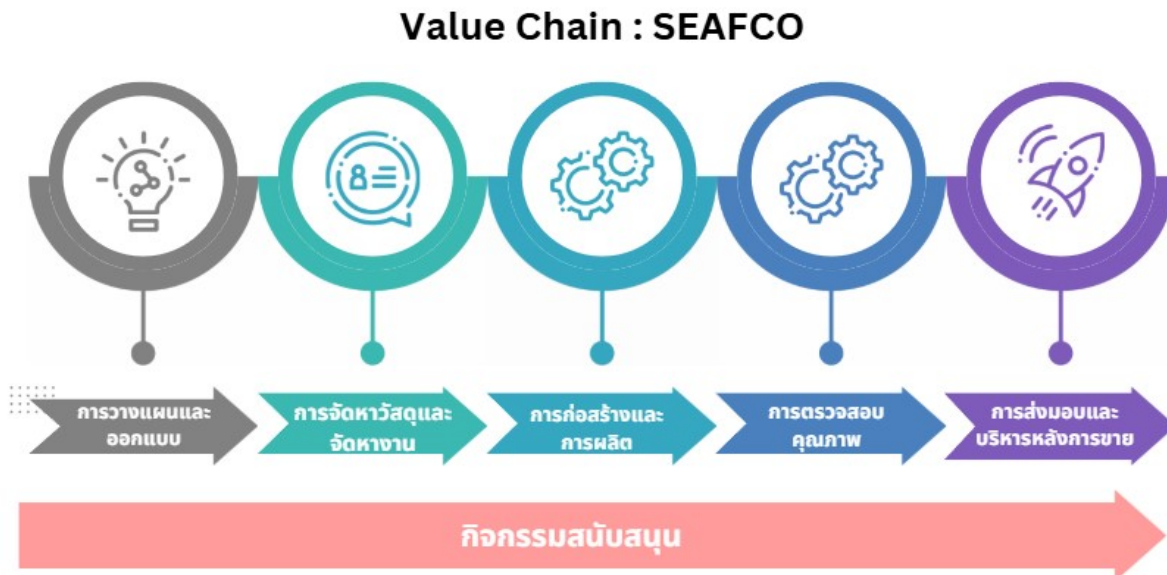 Value Chain : SEAFCO
การวางแผนและ
ออกแบบ
การจัดหาวัสดุและ
จัดหางาน
การก่อสร้างและ
การผลิต
การตรวจสอบ
คุณภาพ
การส่งมอบและ
บริหารหลังการขาย
กิจกรรมสนับสนุน